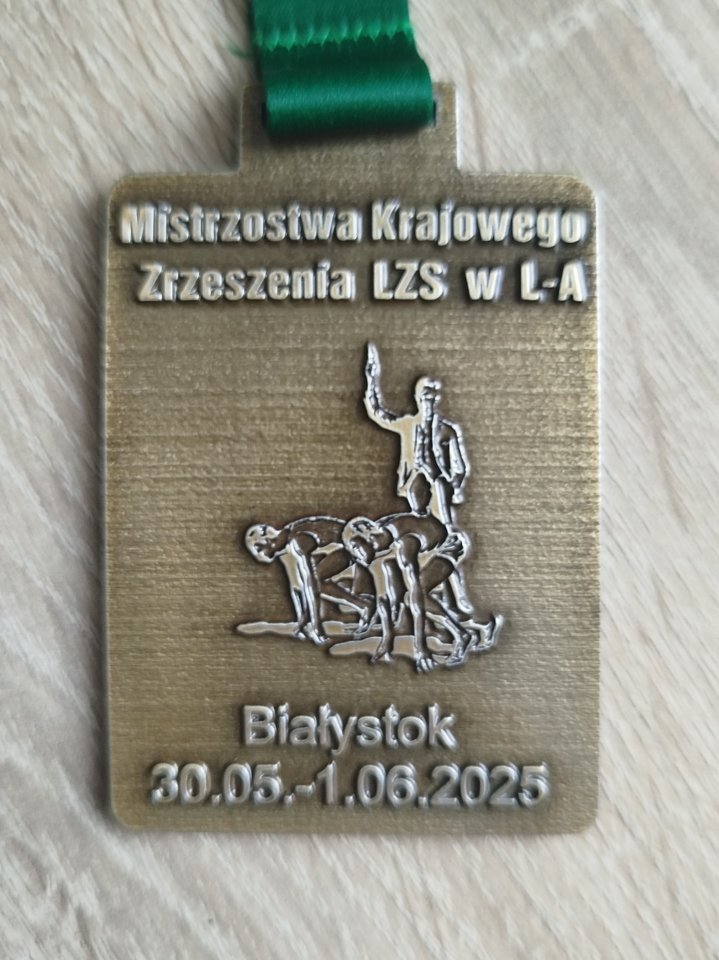 Mistrzostwa Krajowego
Zrzeszenia LZS w L-A
Białystok
30.05.-1.06.2025